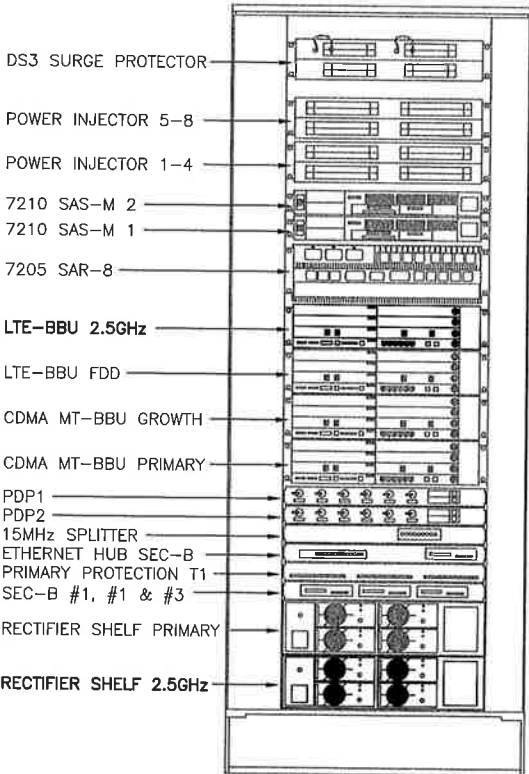 DS3 SURGE PROTECTOR
POWER INJECTOR 5-8
POWER INJECTOR 1-4
7210 SAS-M 2
7210 SAS-M 1
7205 SAR-8
LTE-BBU 2.5GHz
LTE-BBU FDD
CDMA MT-BBU GROWTH
CDMA MT-BBU PRIMARY
PDP1
PDP2
15MHz SPLITTER
ETHERNET HUB SEC-B
PRIMARY PROTECTION T1
SEC-B #1, #1 & #3
RECTIFIER SHELF PRIMARY
RECTIFIER SHELF 2.5GHz